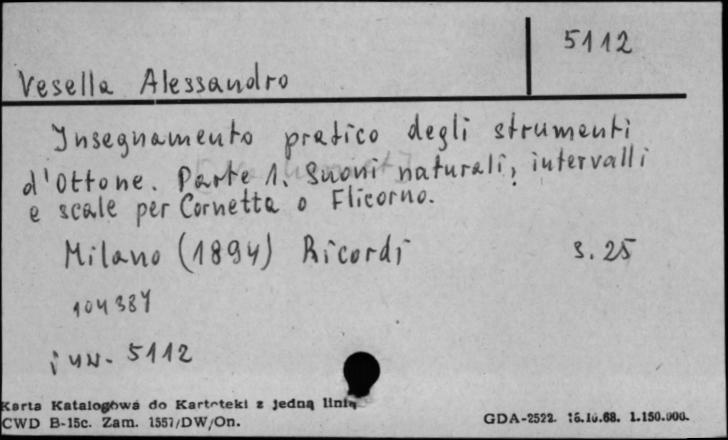 5112
Vesella Alessandro
Insegnamento pratico degli strumenti
d'Ottone. Parte 1. Suoni naturali, intervalli
e scale per Cornetta o Flicorno.
Milano (1894) Ricordi s. 25
104387
inw. 5112
Karta Katalogowa do Kartoteki z jedną linią
CWD B-15c. Zam. 1557/DW/On.
GDA-2522. 16.10.68. 1.150.000.